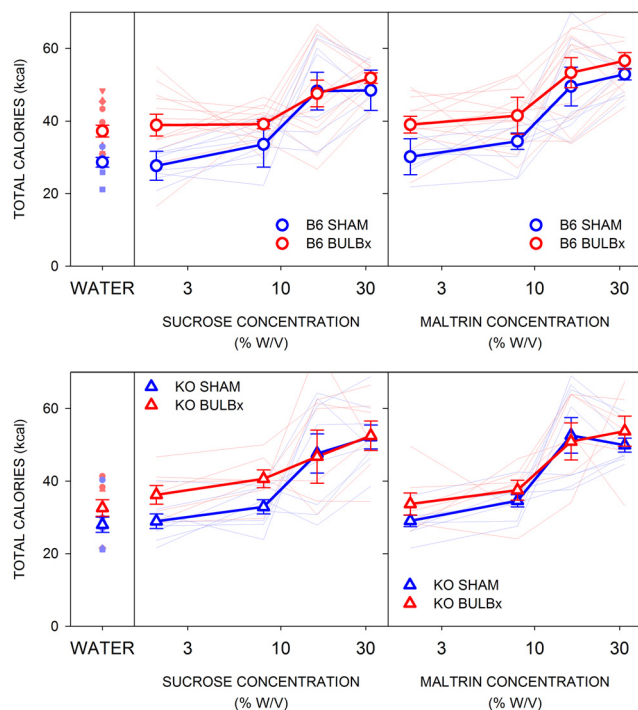 TOTAL CALORIES (kcal)
60
40
20
0
B6 SHAM
B6 BULBx
B6 SHAM
B6 BULBx
WATER
3
10
30
3
10
30
SUCROSE CONCENTRATION
(% W/V)
MALTRIN CONCENTRATION
(% W/V)
TOTAL CALORIES (kcal)
60
40
20
0
KO SHAM
KO BULBx
KO SHAM
KO BULBx
WATER
3
10
30
3
10
30
SUCROSE CONCENTRATION
(% W/V)
MALTRIN CONCENTRATION
(% W/V)